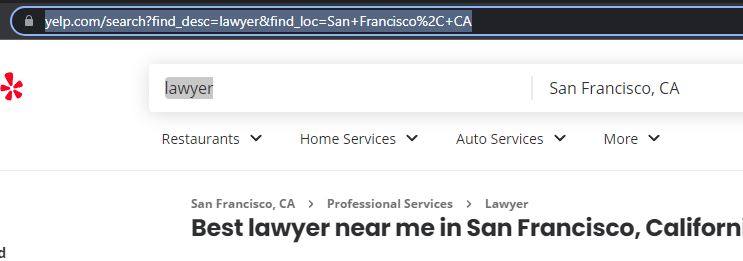 yelp.com/search?find_desc=lawyer&find_loc=San+Francisco%2C+CA
lawyer San Francisco, CA
Restaurants Home Services Auto Services More
San Francisco, CA > Professional Services > Lawyer
Best lawyer near me in San Francisco, Californi
d